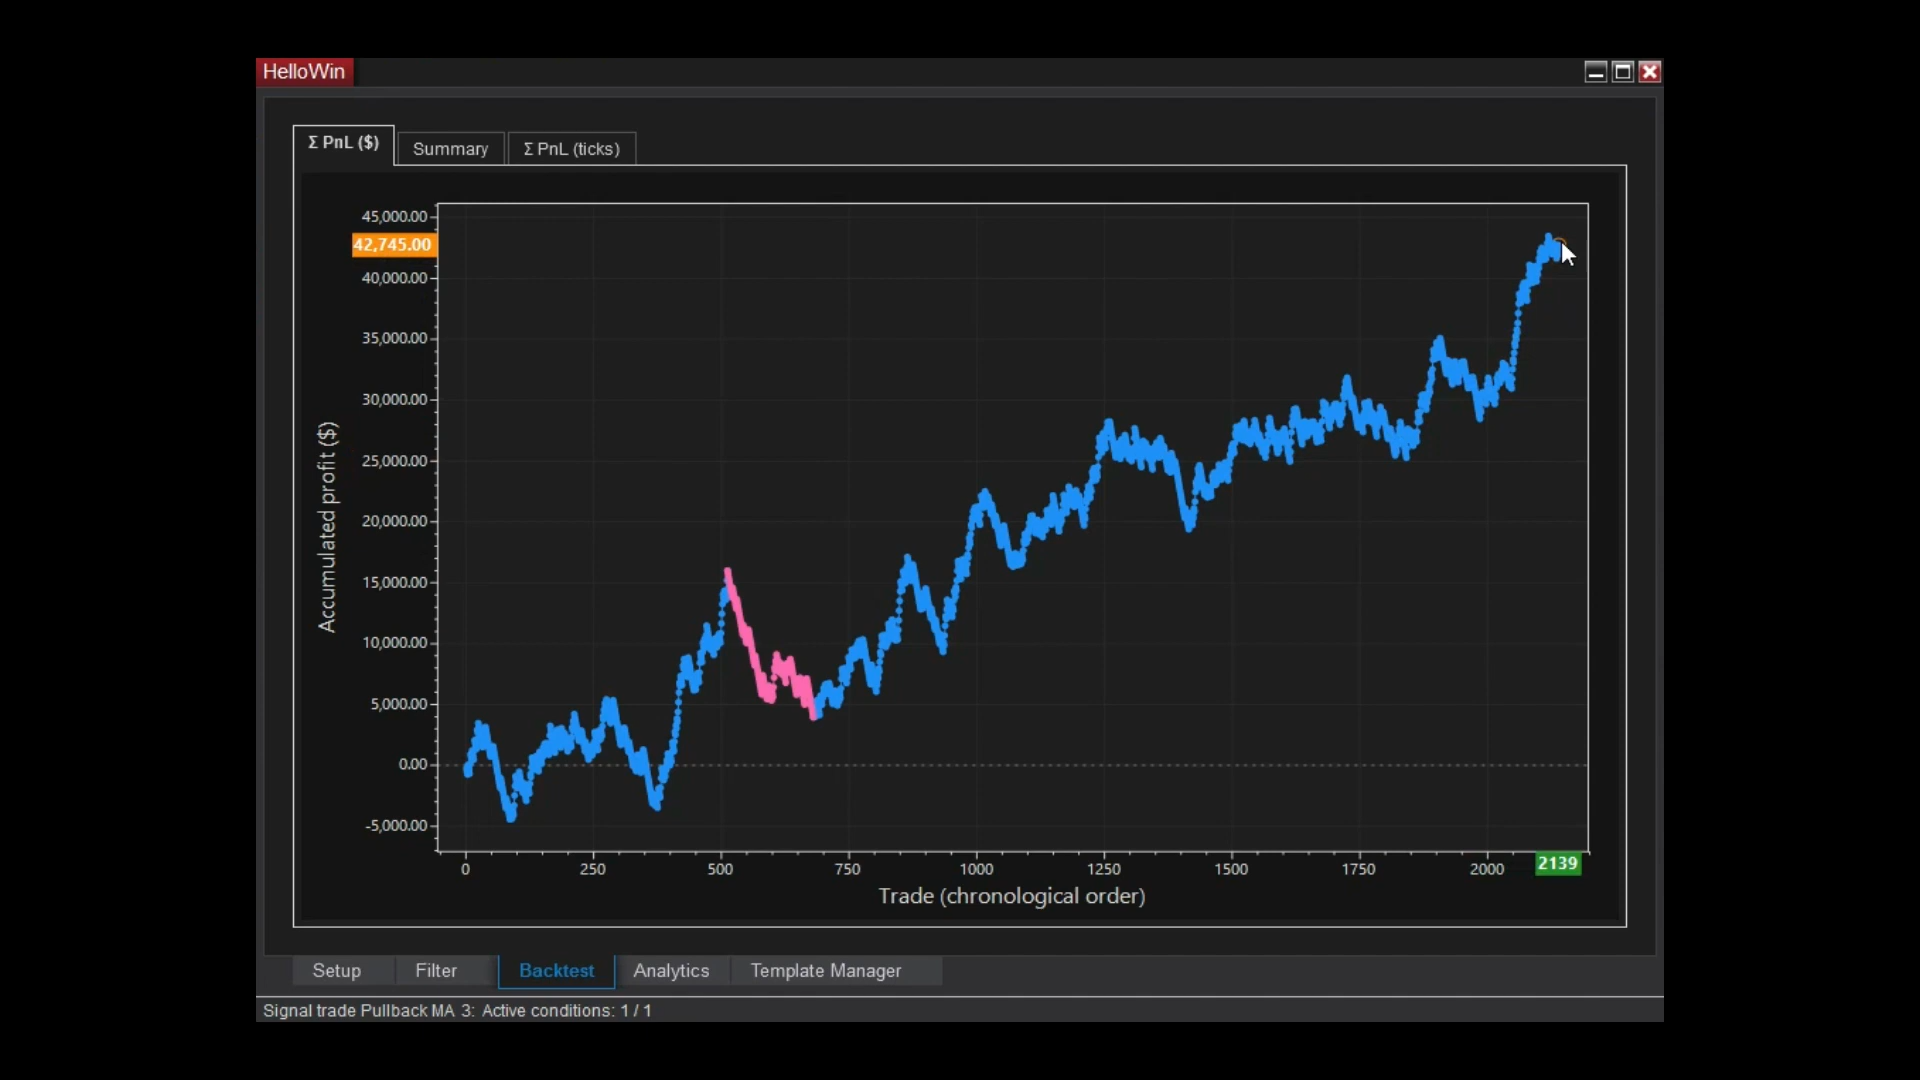 HelloWin
Σ PnL ($)
Summary
Σ PnL (ticks)
45,000.00
42,745.00
40,000.00
35,000.00
30,000.00
25,000.00
20,000.00
15,000.00
10,000.00
5,000.00
0.00
-5,000.00
Accumulated profit ($)
0 250 500 750 1000 1250 1500 1750 2000 2139
Trade (chronological order)
Setup Filter Backtest Analytics Template Manager
Signal trade Pullback MA 3: Active conditions: 1 / 1